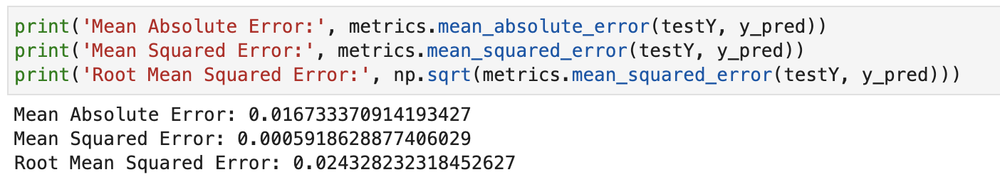 print('Mean Absolute Error:', metrics.mean_absolute_error(testY, y_pred))
print('Mean Squared Error:', metrics.mean_squared_error(testY, y_pred))
print('Root Mean Squared Error:', np.sqrt(metrics.mean_squared_error(testY, y_pred)))
Mean Absolute Error: 0.016733370914193427
Mean Squared Error: 0.0005918628877406029
Root Mean Squared Error: 0.024328232318452627